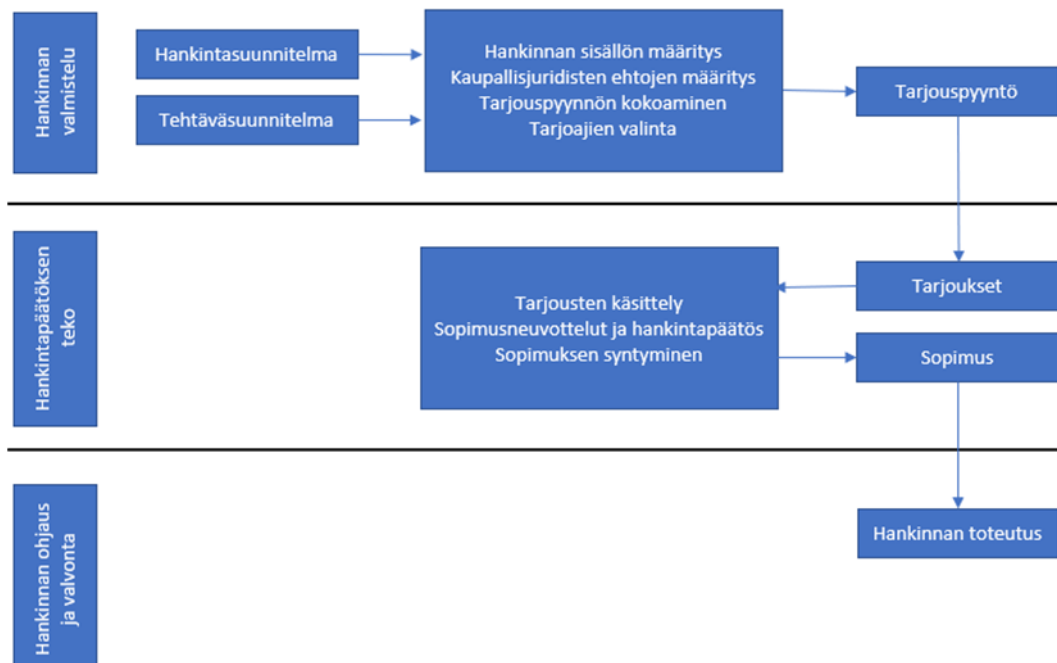 Hankinnan
valmistelu
Hankintasuunnitelma
Tehtäväsuunnitelma
Hankinnan sisällön määritys
Kaupallisjuridisten ehtojen määritys
Tarjouspyynnön kokoaminen
Tarjoajien valinta
Tarjouspyyntö
Hankintapäätöksen
teko
Tarjousten käsittely
Sopimusneuvottelut ja hankintapäätös
Sopimuksen syntyminen
Tarjoukset
Sopimus
Hankinnan ohjaus
ja valvonta
Hankinnan toteutus